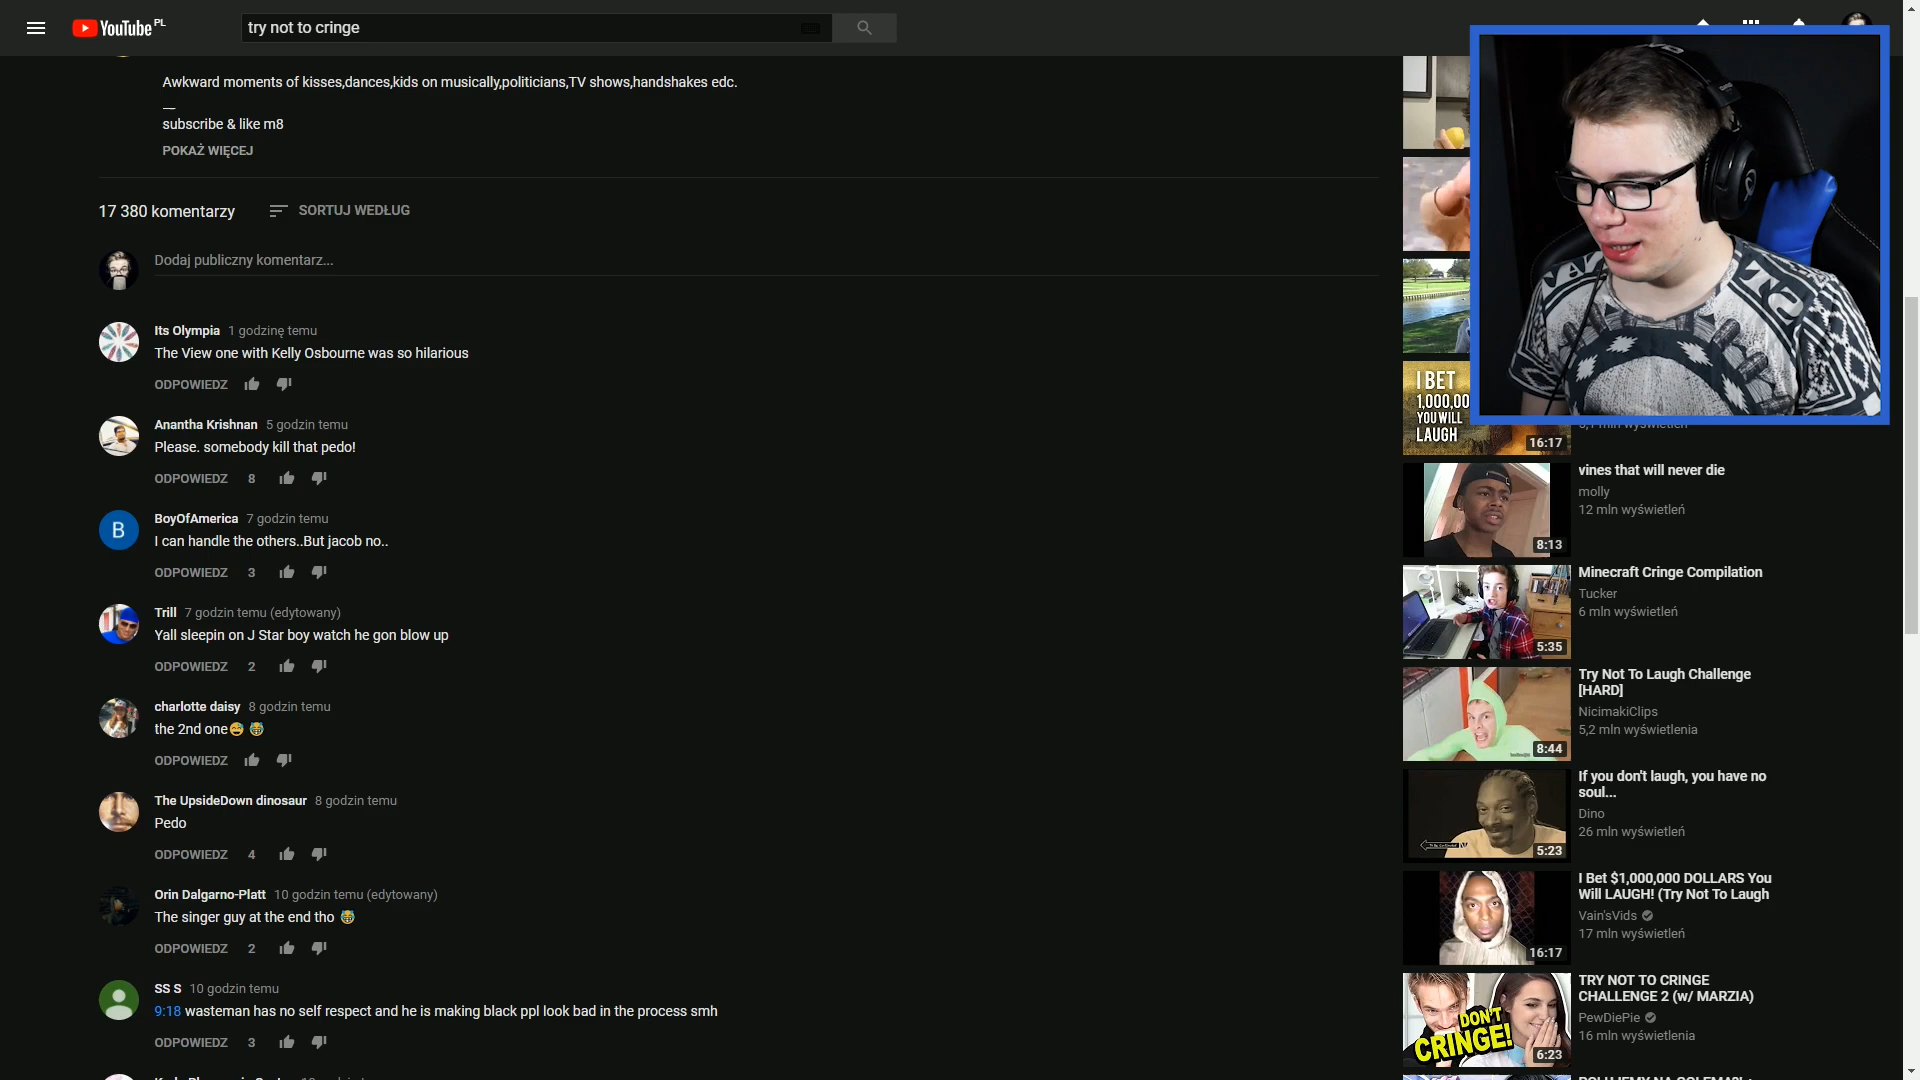 YouTube PL
try not to cringe
Awkward moments of kisses,dances,kids on musically,politicians,TV shows,handshakes edc.
subscribe & like m8
POKAŻ WIĘCEJ
17 380 komentarzy
SORTUJ WEDŁUG
Dodaj publiczny komentarz...
Its Olympia 1 godzinę temu
The View one with Kelly Osbourne was so hilarious
ODPOWIEDZ
Anantha Krishnan 5 godzin temu
Please. somebody kill that pedo!
ODPOWIEDZ 8
BoyOfAmerica 7 godzin temu
B
I can handle the others..But jacob no..
ODPOWIEDZ 3
Trill 7 godzin temu (edytowany)
Yall sleepin on J Star boy watch he gon blow up
ODPOWIEDZ 2
charlotte daisy 8 godzin temu
the 2nd one😅 😹
ODPOWIEDZ
The UpsideDown dinosaur 8 godzin temu
Pedo
ODPOWIEDZ 4
Orin Dalgarno-Platt 10 godzin temu (edytowany)
The singer guy at the end tho 😹
ODPOWIEDZ 2
SS S 10 godzin temu
9:18 wasteman has no self respect and he is making black ppl look bad in the process smh
ODPOWIEDZ 3
I BET
1,000,00
YOU WILL
LAUGH
16:17
vines that will never die
molly
12 mln wyświetleń
8:13
Minecraft Cringe Compilation
Tucker
6 mln wyświetleń
5:35
Try Not To Laugh Challenge
[HARD]
NicimakiClips
5,2 mln wyświetlenia
8:44
If you don't laugh, you have no
soul...
Dino
26 mln wyświetleń
5:23
I Bet $1,000,000 DOLLARS You
Will LAUGH! (Try Not To Laugh
Vain'sVids
17 mln wyświetleń
16:17
TRY NOT TO CRINGE
CHALLENGE 2 (w/ MARZIA)
PewDiePie
16 mln wyświetlenia
DON'T
CRINGE!
6:23